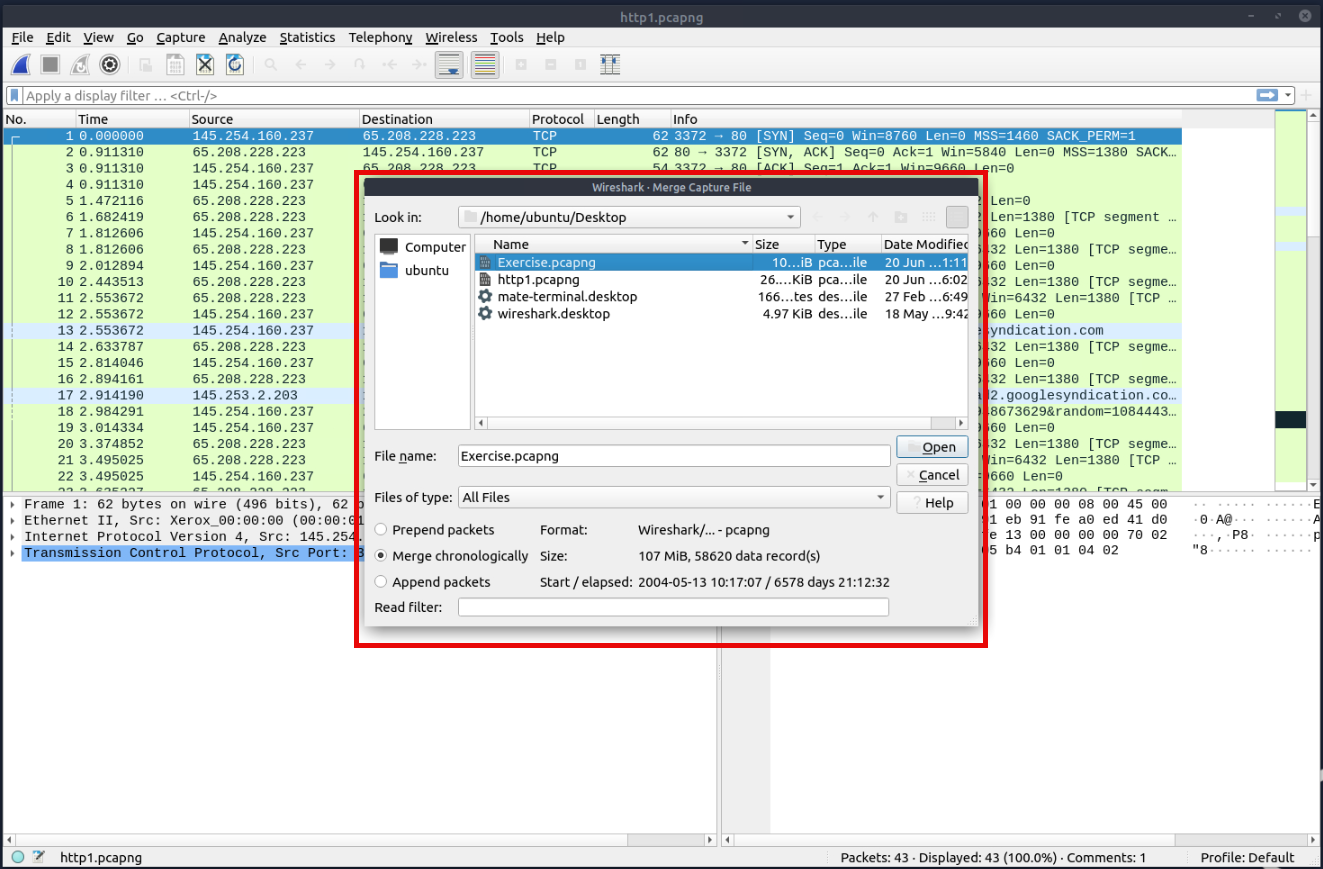 http1.pcapng
File Edit View Go Capture Analyze Statistics Telephony Wireless Tools Help
Apply a display filter … <Ctrl-/>
No. Time Source Destination Protocol Length Info
1 0.000000 145.254.160.237 65.208.228.223 TCP 62 3372 → 80 [SYN] Seq=0 Win=8760 Len=0 MSS=1460 SACK_PERM=1
2 0.911310 65.208.228.223 145.254.160.237 TCP 62 80 → 3372 [SYN, ACK] Seq=0 Ack=1 Win=5840 Len=0 MSS=1380 SACK…
3 0.911310 145.254.160.237 65.208.228.223 TCP 54 3372 → 80 [ACK] Seq=1 Ack=1 Win=9660 Len=0
4 0.911310 145.254.160.237
5 1.472116 65.208.228.223 Len=0
6 1.682419 65.208.228.223 Len=1380 [TCP segment …
7 1.812606 145.254.160.237 Len=0
8 1.812606 65.208.228.223 Len=1380 [TCP segme…
9 2.012894 145.254.160.237 Len=0
10 2.443513 65.208.228.223 Len=1380 [TCP segme…
11 2.553672 65.208.228.223 Win=6432 Len=1380 [TCP …
12 2.553672 145.254.160.237 Len=0
13 2.553672 145.254.160.237 syndication.com
14 2.633787 65.208.228.223 Len=1380 [TCP segme…
15 2.814046 145.254.160.237 Len=0
16 2.894161 65.208.228.223 Len=1380 [TCP segme…
17 2.914190 145.253.2.203 d2.googlesyndication.co…
18 2.984291 145.254.160.237 48673629&random=1084443…
19 3.014334 145.254.160.237 Len=0
20 3.374852 65.208.228.223 Len=1380 [TCP segme…
21 3.495025 65.208.228.223 Win=6432 Len=1380 [TCP …
22 3.495025 145.254.160.237 Len=0
Wireshark · Merge Capture File
Look in: /home/ubuntu/Desktop
Computer
ubuntu
Name Size Type Date Modified
Exercise.pcapng 10…iB pca…ile 20 Jun …1:11
http1.pcapng 26.…KiB pca…ile 20 Jun …6:02
mate-terminal.desktop 166…tes des…ile 27 Feb …6:49
wireshark.desktop 4.97 KiB des…ile 18 May …9:42
File name: Exercise.pcapng Open
Cancel
Files of type: All Files Help
Prepend packets Format: Wireshark/... - pcapng
Merge chronologically Size: 107 MiB, 58620 data record(s)
Append packets Start / elapsed: 2004-05-13 10:17:07 / 6578 days 21:12:32
Read filter:
Frame 1: 62 bytes on wire (496 bits), 62
Ethernet II, Src: Xerox_00:00:00 (00:00:01
Internet Protocol Version 4, Src: 145.254.
Transmission Control Protocol, Src Port: 3
01 00 00 00 08 00 45 00 ·· ····· ······E
91 eb 91 fe a0 ed 41 d0 ·0·A@··· ······A
13 00 00 00 00 70 02 ···,·P8· ······p
b4 01 01 04 02 "8······ ······
http1.pcapng
Packets: 43 · Displayed: 43 (100.0%) · Comments: 1
Profile: Default